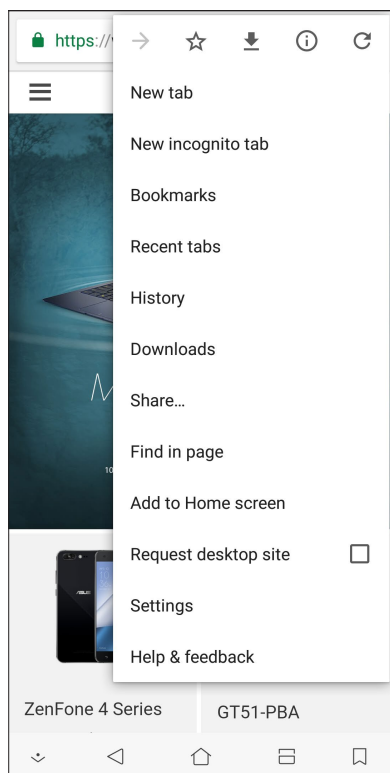 https://
New tab
New incognito tab
Bookmarks
Recent tabs
History
Downloads
Share…
Find in page
Add to Home screen
Request desktop site
Settings
Help & feedback
ZenFone 4 Series
GT51-PBA